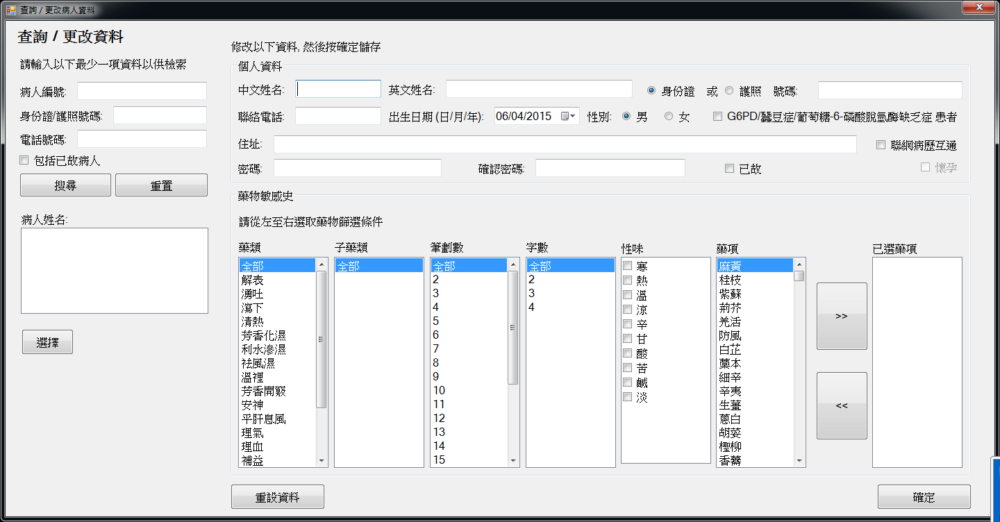 查詢 / 更改病人資料
查詢 / 更改資料
請輸入以下最少一項資料以供檢索
病人編號:
身份證/護照號碼:
電話號碼:
包括已故病人
搜尋 重置
病人姓名:
選擇
修改以下資料, 然後按確定儲存
個人資料
中文姓名: 英文姓名: 身份證 或 護照 號碼:
聯絡電話: 出生日期 (日/月/年): 06/04/2015 性別: 男 女 G6PD/蠶豆症/葡萄糖-6-磷酸脫氫酶缺乏症 患者
住址: 聯網病歷互通
密碼: 確認密碼: 已故 懷孕
藥物敏感史
請從左至右選取藥物篩選條件
藥類
全部
解表
湧吐
瀉下
清熱
芳香化濕
利水滲濕
袪風濕
溫裡
芳香開竅
安神
平肝息風
理氣
理血
補益
子藥類
全部
筆劃數
全部
2
3
4
5
6
7
8
9
10
11
12
13
14
15
字數
全部
2
3
4
性味
寒
熱
溫
涼
辛
甘
酸
苦
鹹
淡
藥項
麻黃
桂枝
紫蘇
荊芥
羌活
防風
白芷
藁本
細辛
辛夷
生薑
蔥白
胡荽
檉柳
香薷
>>
<<
已選藥項
重設資料 確定